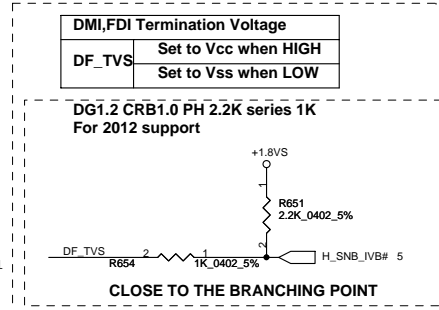 DMI,FDI Termination Voltage
DF_TVS
Set to Vcc when HIGH
Set to Vss when LOW
DG1.2 CRB1.0 PH 2.2K series 1K
For 2012 support
+1.8VS
1
R651
2.2K_0402_5%
2
DF_TVS 2 1 H_SNB_IVB# 5
R654 1K_0402_5%
CLOSE TO THE BRANCHING POINT